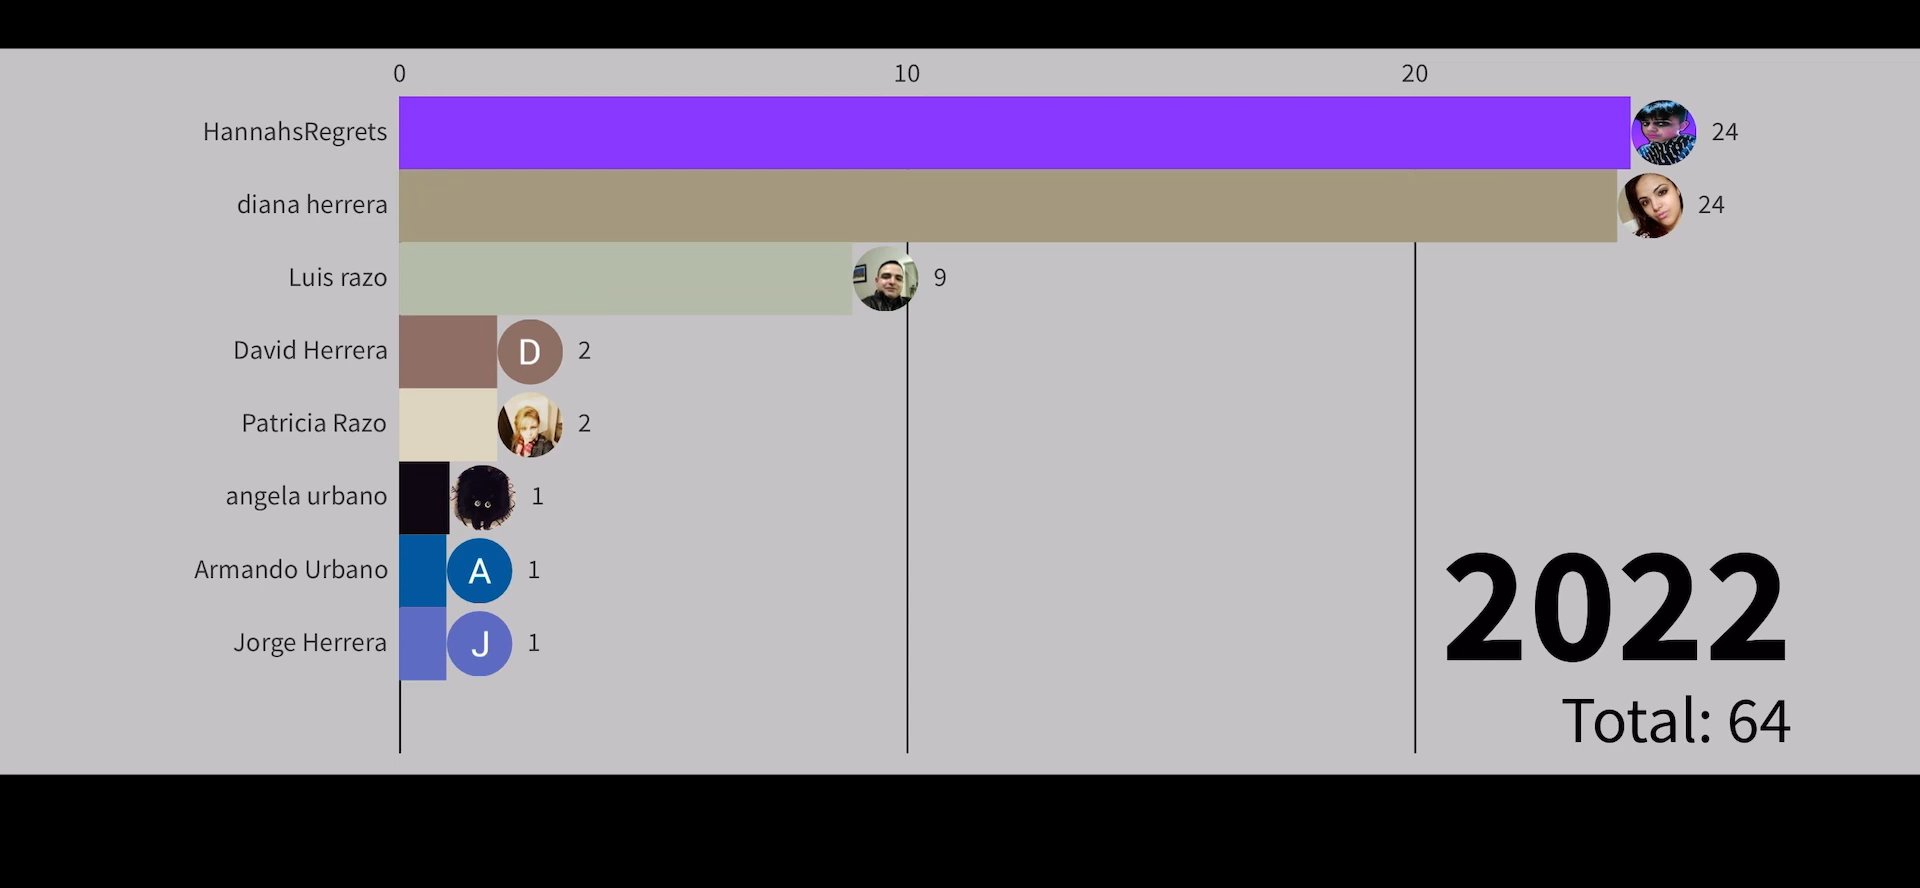 0 10 20
HannahsRegrets 24
diana herrera 24
Luis razo 9
David Herrera D 2
Patricia Razo 2
angela urbano 1
Armando Urbano A 1
Jorge Herrera J 1
2022
Total: 64